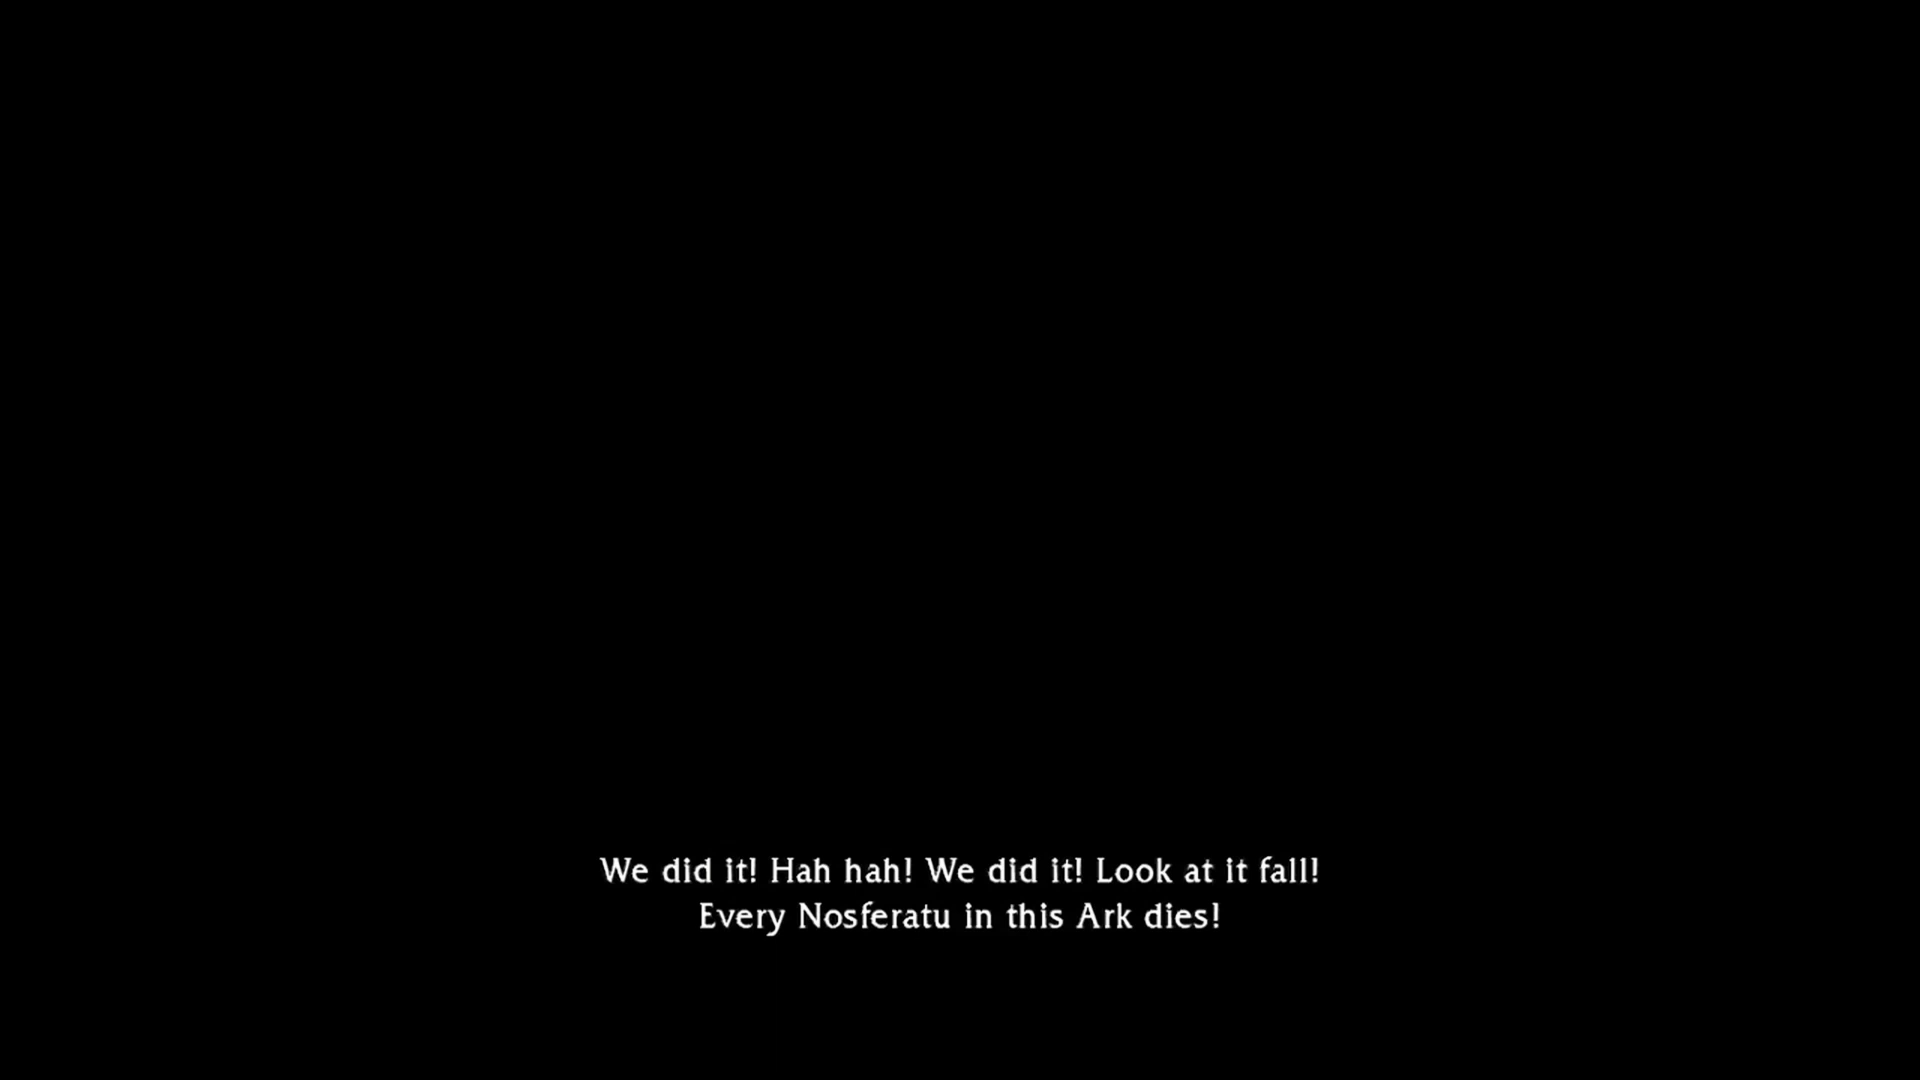 We did it! Hah hah! We did it! Look at it fall!
Every Nosferatu in this Ark dies!